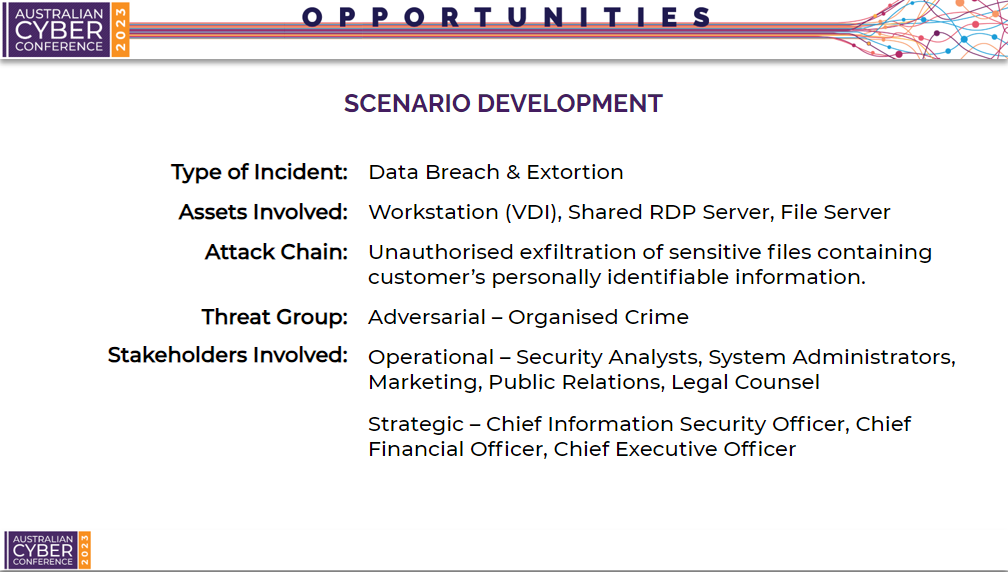 AUSTRALIAN
CYBER
CONFERENCE
2023
OPPORTUNITIES
SCENARIO DEVELOPMENT
Type of Incident: Data Breach & Extortion
Assets Involved: Workstation (VDI), Shared RDP Server, File Server
Attack Chain: Unauthorised exfiltration of sensitive files containing
customer's personally identifiable information.
Threat Group: Adversarial – Organised Crime
Stakeholders Involved: Operational – Security Analysts, System Administrators,
Marketing, Public Relations, Legal Counsel
Strategic – Chief Information Security Officer, Chief
Financial Officer, Chief Executive Officer
AUSTRALIAN
CYBER
CONFERENCE
2023